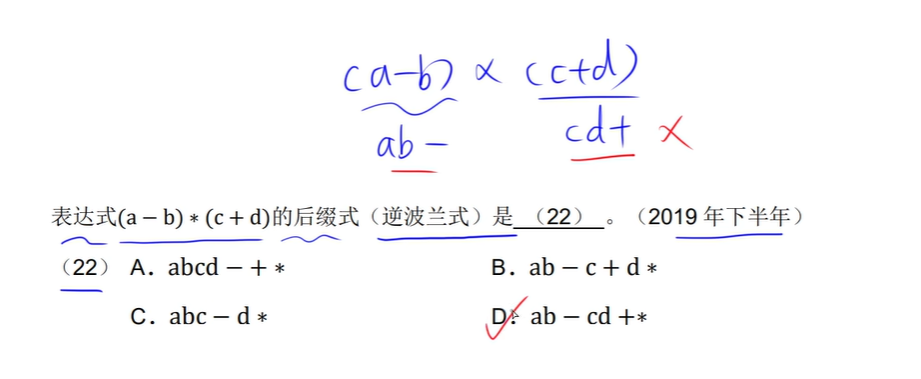 (a-b) × (c+d)
ab- cd+ ×
表达式(a − b) ∗ (c + d)的后缀式（逆波兰式）是 （22） 。（2019 年下半年）
（22） A．abcd − + ∗ B．ab − c + d ∗
C．abc − d ∗ D．ab − cd +∗